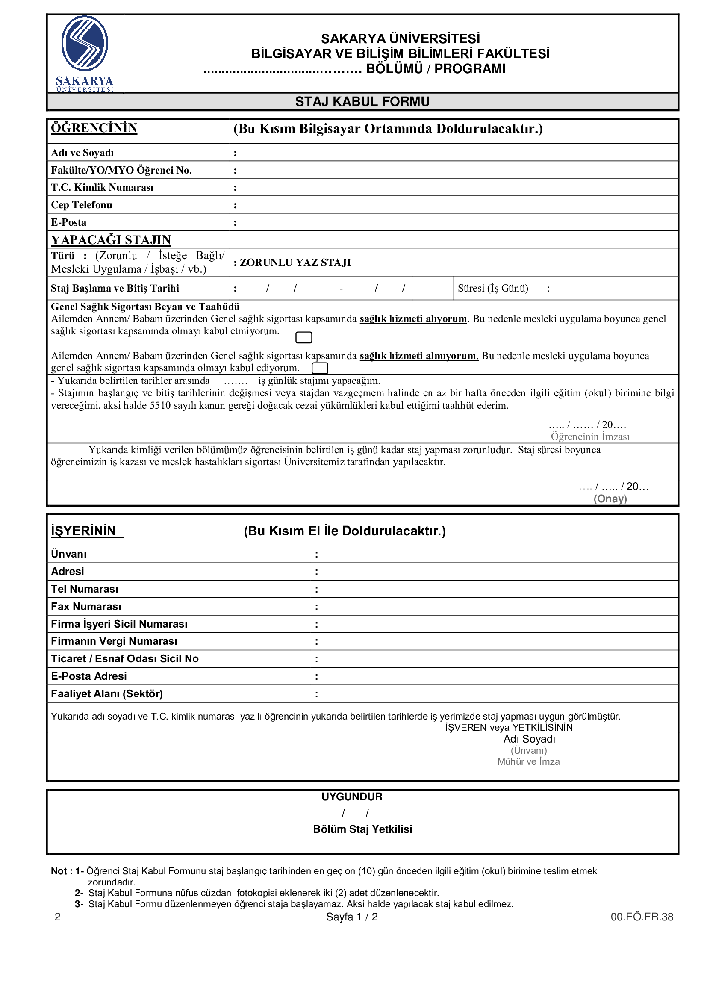 SAKARYA
ÜNİVERSİTESİ
SAKARYA ÜNİVERSİTESİ
BİLGİSAYAR VE BİLİŞİM BİLİMLERİ FAKÜLTESİ
................................………. BÖLÜMÜ / PROGRAMI
STAJ KABUL FORMU
ÖĞRENCİNİN (Bu Kısım Bilgisayar Ortamında Doldurulacaktır.)
Adı ve Soyadı :
Fakülte/YO/MYO Öğrenci No. :
T.C. Kimlik Numarası :
Cep Telefonu :
E-Posta :
YAPACAĞI STAJIN
Türü : (Zorunlu / İsteğe Bağlı/
Mesleki Uygulama / İşbaşı / vb.)
: ZORUNLU YAZ STAJI
Staj Başlama ve Bitiş Tarihi : / / - / / Süresi (İş Günü) :
Genel Sağlık Sigortası Beyan ve Taahüdü
Ailemden Annem/ Babam üzerinden Genel sağlık sigortası kapsamında sağlık hizmeti alıyorum. Bu nedenle mesleki uygulama boyunca genel
sağlık sigortası kapsamında olmayı kabul etmiyorum.
Ailemden Annem/ Babam üzerinden Genel sağlık sigortası kapsamında sağlık hizmeti almıyorum. Bu nedenle mesleki uygulama boyunca
genel sağlık sigortası kapsamında olmayı kabul ediyorum.
- Yukarıda belirtilen tarihler arasında ……. iş günlük stajımı yapacağım.
- Stajımın başlangıç ve bitiş tarihlerinin değişmesi veya stajdan vazgeçmem halinde en az bir hafta önceden ilgili eğitim (okul) birimine bilgi
vereceğimi, aksi halde 5510 sayılı kanun gereği doğacak cezai yükümlükleri kabul ettiğimi taahhüt ederim.
….. / …… / 20….
Öğrencinin İmzası
Yukarıda kimliği verilen bölümümüz öğrencisinin belirtilen iş günü kadar staj yapması zorunludur. Staj süresi boyunca
öğrencimizin iş kazası ve meslek hastalıkları sigortası Üniversitemiz tarafından yapılacaktır.
…. / ….. / 20…
(Onay)
İŞYERİNİN (Bu Kısım El İle Doldurulacaktır.)
Ünvanı :
Adresi :
Tel Numarası :
Fax Numarası :
Firma İşyeri Sicil Numarası :
Firmanın Vergi Numarası :
Ticaret / Esnaf Odası Sicil No :
E-Posta Adresi :
Faaliyet Alanı (Sektör) :
Yukarıda adı soyadı ve T.C. kimlik numarası yazılı öğrencinin yukarıda belirtilen tarihlerde iş yerimizde staj yapması uygun görülmüştür.
İŞVEREN veya YETKİLİSİNİN
Adı Soyadı
(Ünvanı)
Mühür ve İmza
UYGUNDUR
/ /
Bölüm Staj Yetkilisi
Not : 1- Öğrenci Staj Kabul Formunu staj başlangıç tarihinden en geç on (10) gün önceden ilgili eğitim (okul) birimine teslim etmek
zorundadır.
2- Staj Kabul Formuna nüfus cüzdanı fotokopisi eklenerek iki (2) adet düzenlenecektir.
3- Staj Kabul Formu düzenlenmeyen öğrenci staja başlayamaz. Aksi halde yapılacak staj kabul edilmez.
2 Sayfa 1 / 2 00.EÖ.FR.38